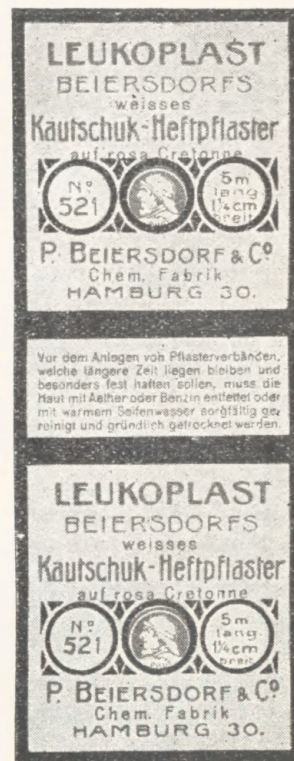 LEUKOPLAST
BEIERSDORFS
weisses
Kautschuk-Heftpflaster
auf rosa Cretonne
No 521
5m lang 1¼cm breit
P. BEIERSDORF & Co
Chem. Fabrik
HAMBURG 30.
Vor dem Anlegen von Pflasterverbänden,
welche längere Zeit liegen bleiben und
besonders fest haften sollen, muss die
Haut mit Aether oder Benzin entfettet oder
mit warmem Seifenwasser sorgfältig ge-
reinigt und gründlich getrocknet werden.
LEUKOPLAST
BEIERSDORFS
weisses
Kautschuk-Heftpflaster
auf rosa Cretonne
No 521
5m lang. 1¼cm breit
P. BEIERSDORF & Co
Chem. Fabrik
HAMBURG 30.